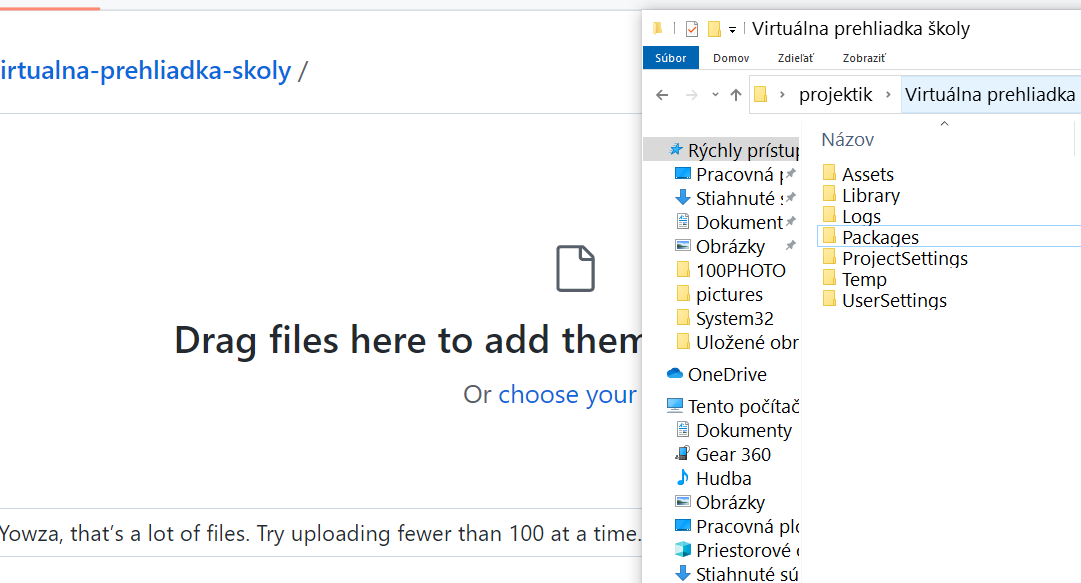 irtualna-prehliadka-skoly /
Drag files here to add them
Or choose your
Yowza, that's a lot of files. Try uploading fewer than 100 at a time.
Virtuálna prehliadka školy
Súbor Domov Zdieľať Zobraziť
projektik › Virtuálna prehliadka
Rýchly prístup
Pracovná p
Stiahnuté s
Dokument
Obrázky
100PHOTO
pictures
System32
Uložené obr
OneDrive
Tento počítač
Dokumenty
Gear 360
Hudba
Obrázky
Pracovná plo
Priestorové o
Stiahnuté sú
Názov
Assets
Library
Logs
Packages
ProjectSettings
Temp
UserSettings